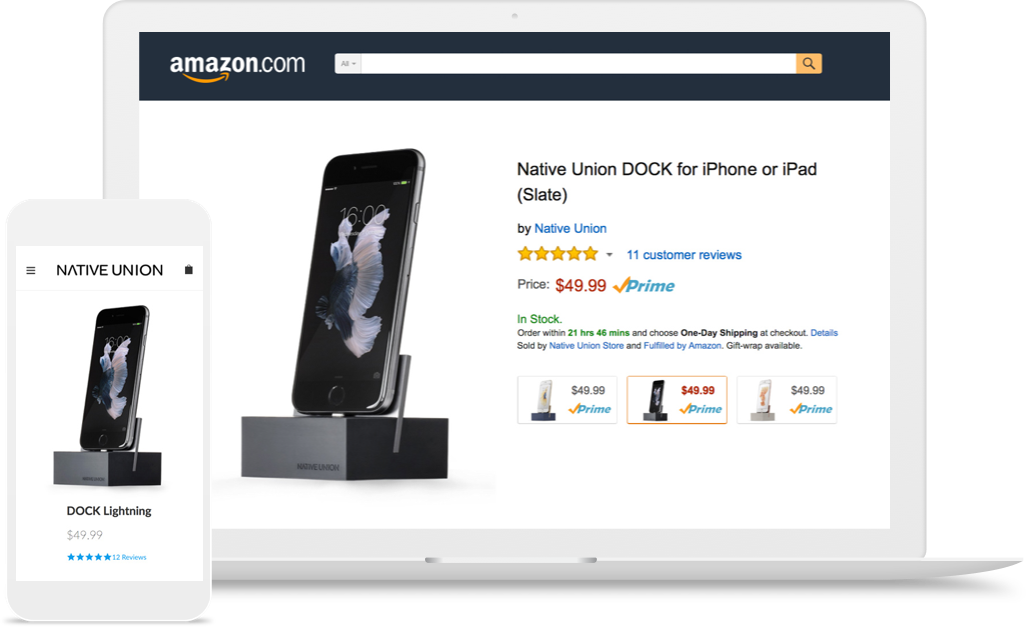 amazon.com
All
Native Union DOCK for iPhone or iPad
(Slate)
by Native Union
11 customer reviews
Price: $49.99 Prime
In Stock.
Order within 21 hrs 46 mins and choose One-Day Shipping at checkout. Details
Sold by Native Union Store and Fulfilled by Amazon. Gift-wrap available.
$49.99
Prime
$49.99
Prime
$49.99
Prime
16:00
NATIVE UNION
NATIVE UNION
16:00
DOCK Lightning
$49.99
12 Reviews